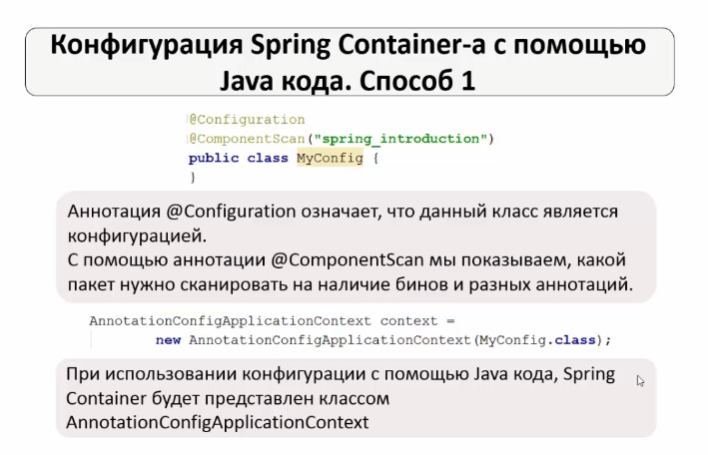 Конфигурация Spring Container-а с помощью
Java кода. Способ 1
@Configuration
@ComponentScan("spring_introduction")
public class MyConfig {
}
Аннотация @Configuration означает, что данный класс является
конфигурацией.
С помощью аннотации @ComponentScan мы показываем, какой
пакет нужно сканировать на наличие бинов и разных аннотаций.
AnnotationConfigApplicationContext context =
new AnnotationConfigApplicationContext(MyConfig.class);
При использовании конфигурации с помощью Java кода, Spring
Container будет представлен классом
AnnotationConfigApplicationContext